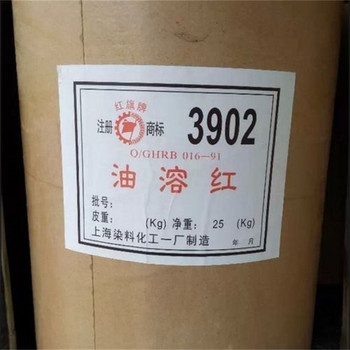 红旗牌
注册 商标 3902
Q/GHRB 016-91
油溶红
批号:
皮重: (Kg) 净重: 25 (Kg)
上海染料化工一厂制造 年 月